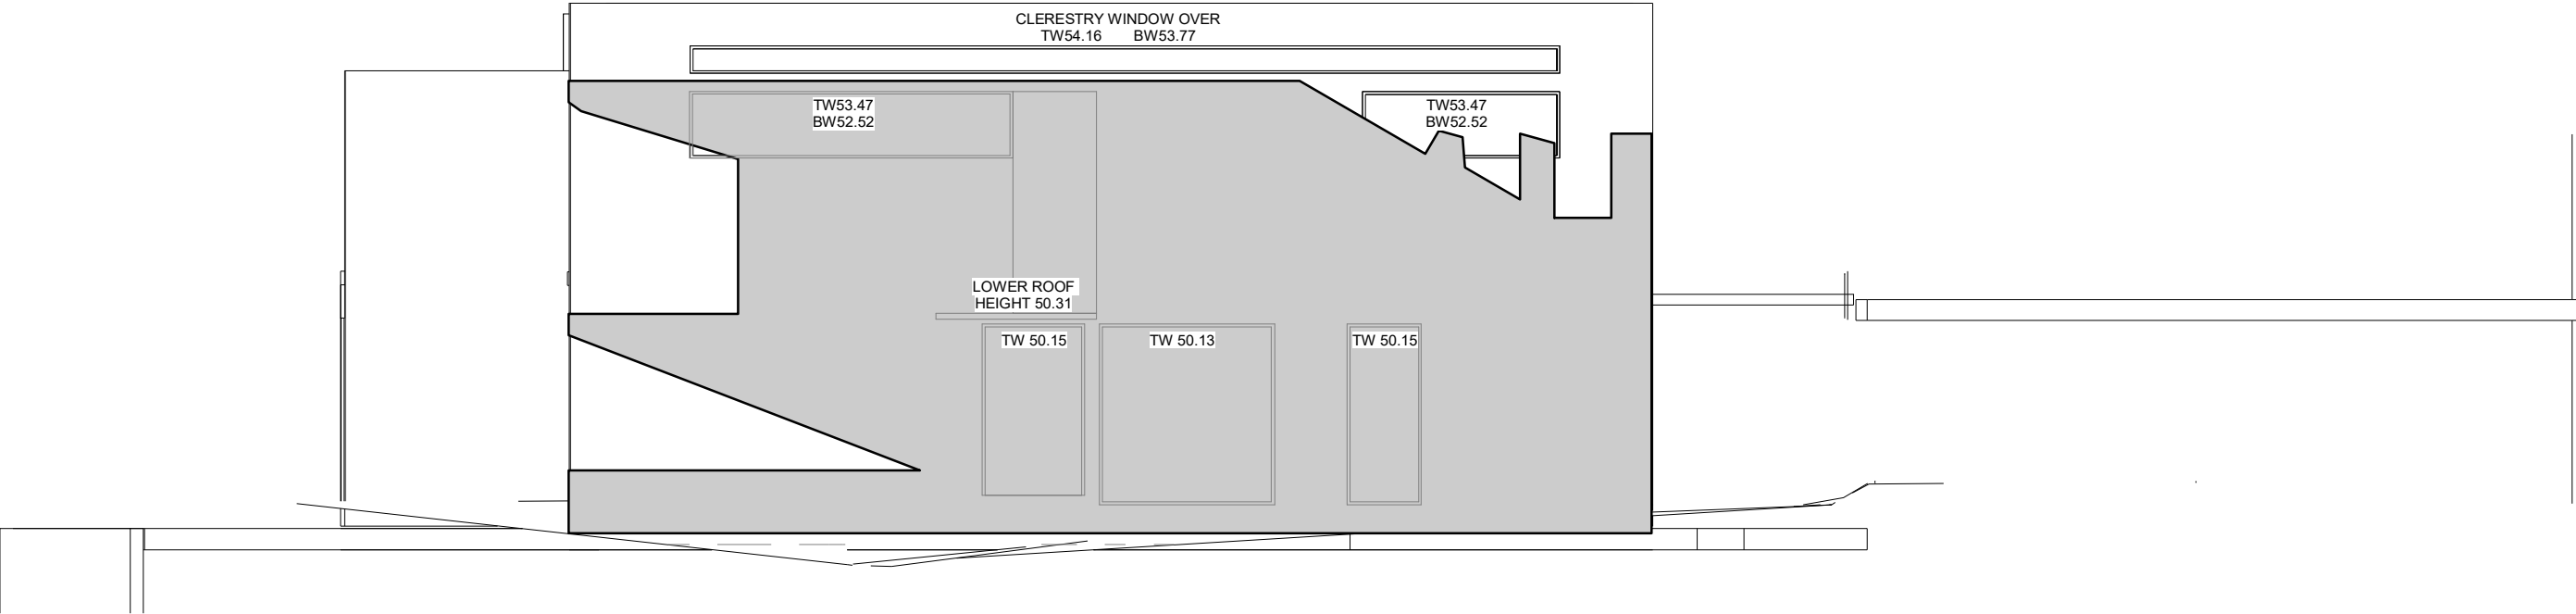 CLERESTRY WINDOW OVER
TW54.16 BW53.77
TW53.47
BW52.52
TW53.47
BW52.52
LOWER ROOF
HEIGHT 50.31
TW 50.15
TW 50.13
TW 50.15